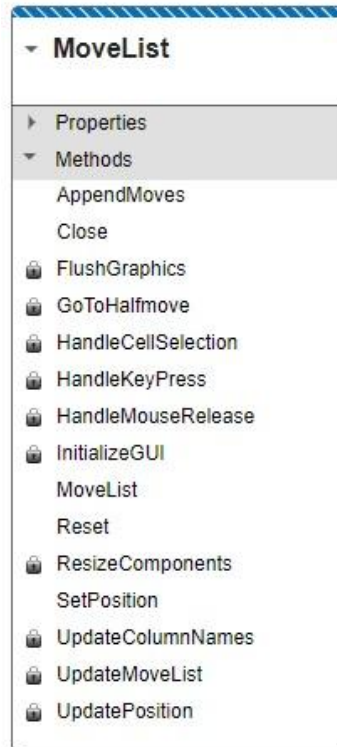 MoveList
Properties
Methods
AppendMoves
Close
FlushGraphics
GoToHalfmove
HandleCellSelection
HandleKeyPress
HandleMouseRelease
InitializeGUI
MoveList
Reset
ResizeComponents
SetPosition
UpdateColumnNames
UpdateMoveList
UpdatePosition